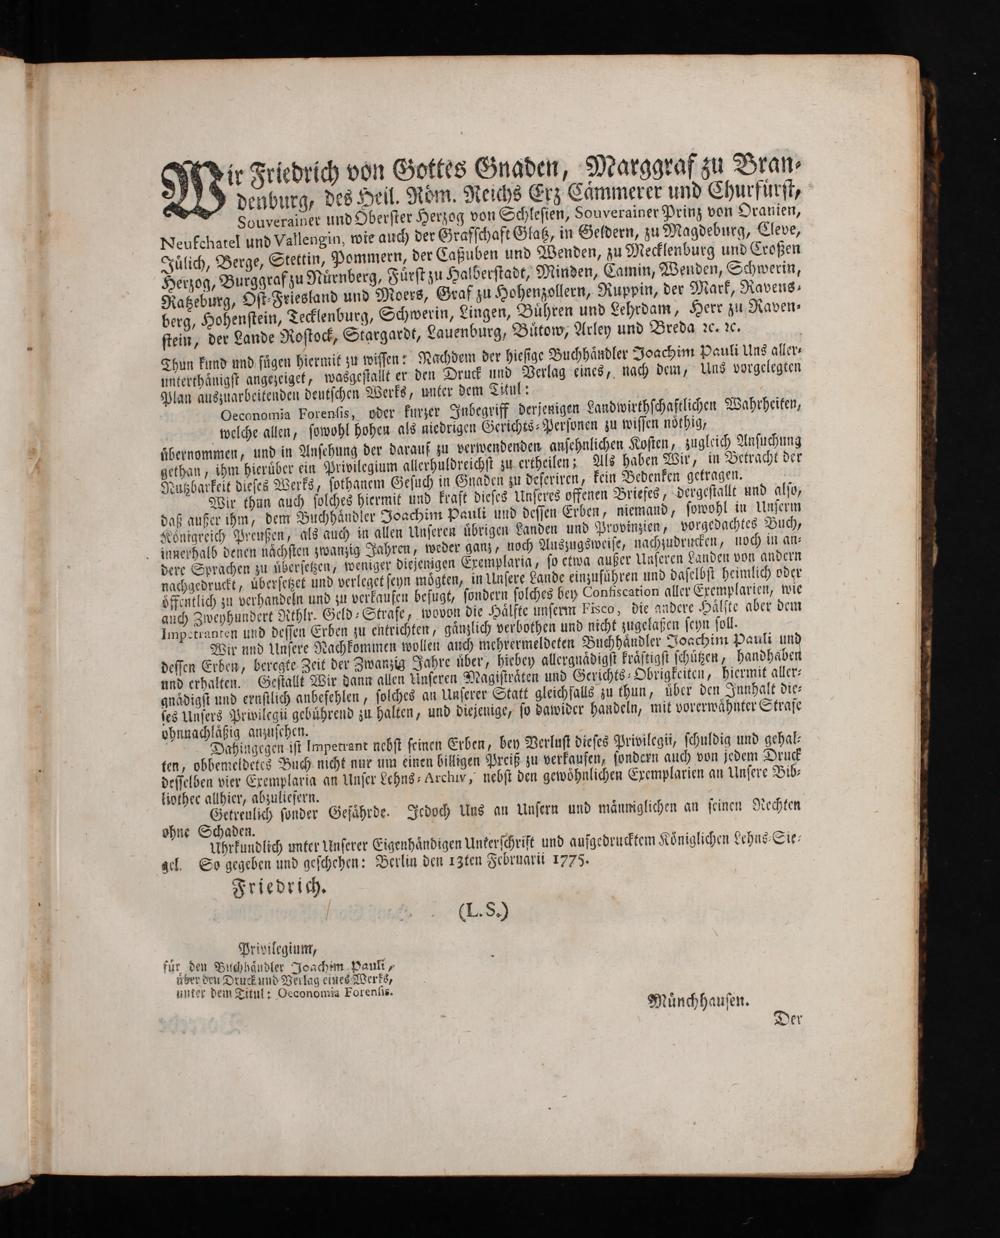 Wir Friedrich von Gottes Gnaden, Marggraf zu Bran-
denburg, des Heil. Röm. Reichs Erz Cämmerer und Churfürst,
Souverainer und Oberster Herzog von Schlesien, Souverainer Prinz von Oranien,
Neufchatel und Vallengin, wie auch der Grafschaft Glatz, in Geldern, zu Magdeburg, Cleve,
Jülich, Berge, Stettin, Pommern, der Caßuben und Wenden, zu Mecklenburg und Croßen
Herzog, Burggraf zu Nürnberg, Fürst zu Halberstadt, Minden, Camin, Wenden, Schwerin,
Ratzeburg, Ost-Friesland und Moers, Graf zu Hohenzollern, Ruppin, der Mark, Ravens-
berg, Hohenstein, Tecklenburg, Schwerin, Lingen, Bühren und Lehrdam, Herr zu Raven-
stein, der Lande Rostock, Stargardt, Lauenburg, Bütow, Arley und Breda ꝛc. ꝛc.
Thun kund und fügen hiermit zu wissen: Nachdem der hiesige Buchhändler Joachim Pauli Uns aller-
unterthänigst angezeiget, wasgestallt er den Druck und Verlag eines, nach dem, Uns vorgelegten
Plan auszuarbeitenden deutschen Werks, unter dem Titul:
Oeconomia Forensis, oder kurzer Inbegriff derjenigen Landwirthschaftlichen Wahrheiten,
welche allen, sowohl hohen als niedrigen Gerichts-Personen zu wissen nöthig,
übernommen, und in Ansehung der darauf zu verwendenden ansehnlichen Kosten, zugleich Ansuchung
gethan, ihm hierüber ein Privilegium allerhuldreichst zu ertheilen; Als haben Wir, in Betracht der
Nutzbarkeit dieses Werks, sothanem Gesuch in Gnaden zu deferiren, kein Bedenken getragen.
Wir thun auch solches hiermit und kraft dieses Unseres offenen Briefes, dergestallt und also,
daß außer ihm, dem Buchhändler Joachim Pauli und dessen Erben, niemand, sowohl in Unserm
Königreich Preußen, als auch in allen Unseren übrigen Landen und Provinzien, vorgedachtes Buch,
innerhalb denen nächsten zwanzig Jahren, weder ganz, noch Auszugsweise, nachzudrucken, noch in an-
dere Sprachen zu übersetzen, weniger diejenigen Exemplaria, so etwa außer Unseren Landen von andern
nachgedruckt, übersetzet und verleget seyn mögten, in Unsere Lande einzuführen und daselbst heimlich oder
öffentlich zu verhandeln und zu verkaufen befugt, sondern solches bey Confiscation aller Exemplarien, wie
auch Zweyhundert Rthlr. Geld-Strafe, wovon die Hälfte unserm Fisco, die andere Hälfte aber dem
Impetranten und dessen Erben zu entrichten, gänzlich verbothen und nicht zugelaßen seyn soll.
Wir und Unsere Nachkommen wollen auch mehrermeldeten Buchhändler Joachim Pauli und
dessen Erben, beregte Zeit der Zwanzig Jahre über, hiebey allergnädigst kräftigst schützen, handhaben
und erhalten. Gestallt Wir dann allen Unseren Magisträten und Gerichts-Obrigkeiten, hiermit aller-
gnädigst und ernstlich anbefehlen, solches an Unserer Statt gleichfalls zu thun, über den Innhalt die-
ses Unsers Privilegii gebührend zu halten, und diejenige, so dawider handeln, mit vorerwähnter Strafe
ohnnachläßig anzusehen.
Dahingegen ist Impetrant nebst seinen Erben, bey Verlust dieses Privilegii, schuldig und gehal-
ten, obbemeldetes Buch nicht nur um einen billigen Preiß zu verkaufen, sondern auch von jedem Druck
desselben vier Exemplaria an Unser Lehns-Archiv, nebst den gewöhnlichen Exemplarien an Unsere Bib-
liothec allhier, abzuliefern.
Getreulich sonder Gefährde. Jedoch Uns an Unsern und männiglichen an seinen Rechten
ohne Schaden.
Uhrkundlich unter Unserer Eigenhändigen Unterschrift und aufgedrucktem Königlichen Lehns-Sie-
gel. So gegeben und geschehen: Berlin den 13ten Februarii 1775.
Friedrich.
(L.S.)
Privilegium,
für den Buchhändler Joachim Pauli,
über den Druck und Verlag eines Werks,
unter dem Titul: Oeconomia Forensis.
Münchhausen.
Der